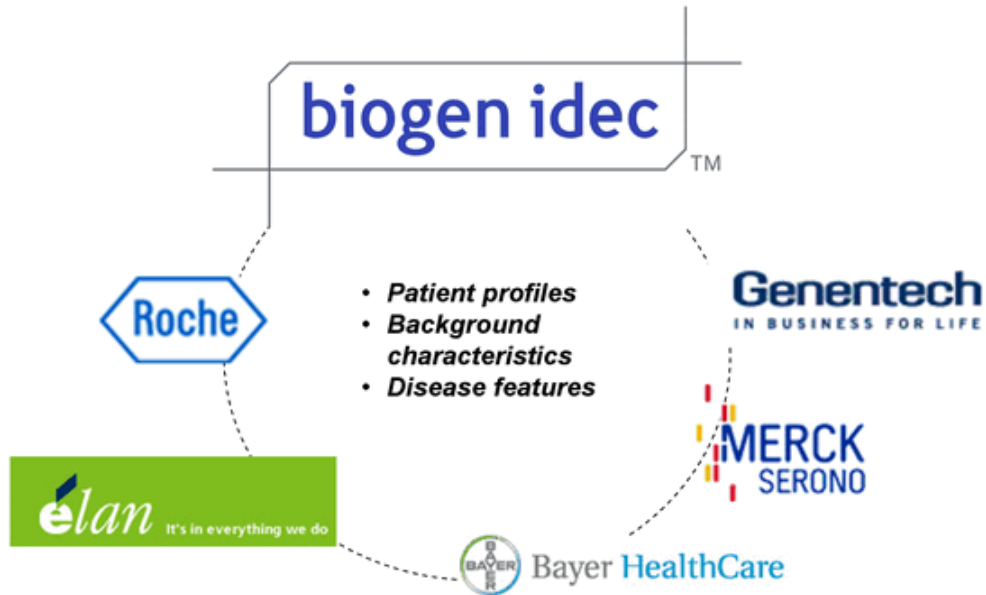 biogen idec
TM
Roche
• Patient profiles
• Background
characteristics
• Disease features
Genentech
IN BUSINESS FOR LIFE
MERCK
SERONO
élan It's in everything we do
BAYER
BAYER
Bayer HealthCare